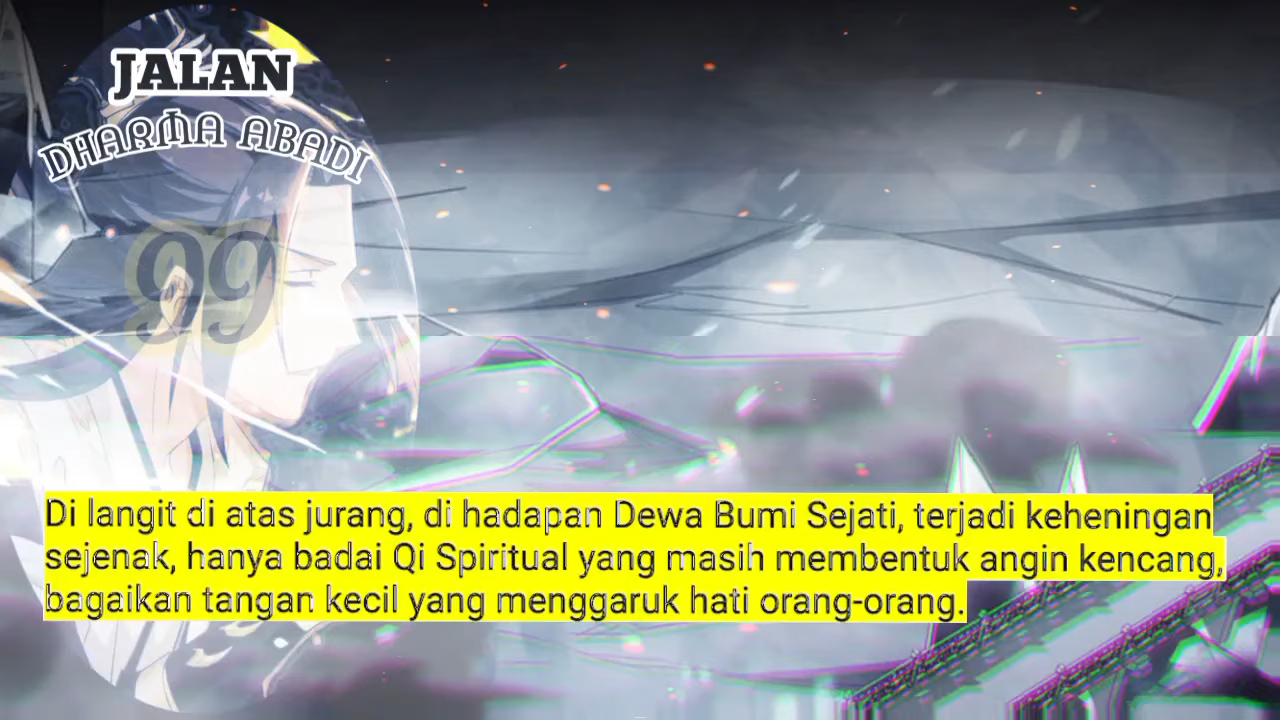 JALAN
DHARMA ABADI
99
Di langit di atas jurang, di hadapan Dewa Bumi Sejati, terjadi keheningan
sejenak, hanya badai Qi Spiritual yang masih membentuk angin kencang,
bagaikan tangan kecil yang menggaruk hati orang-orang.